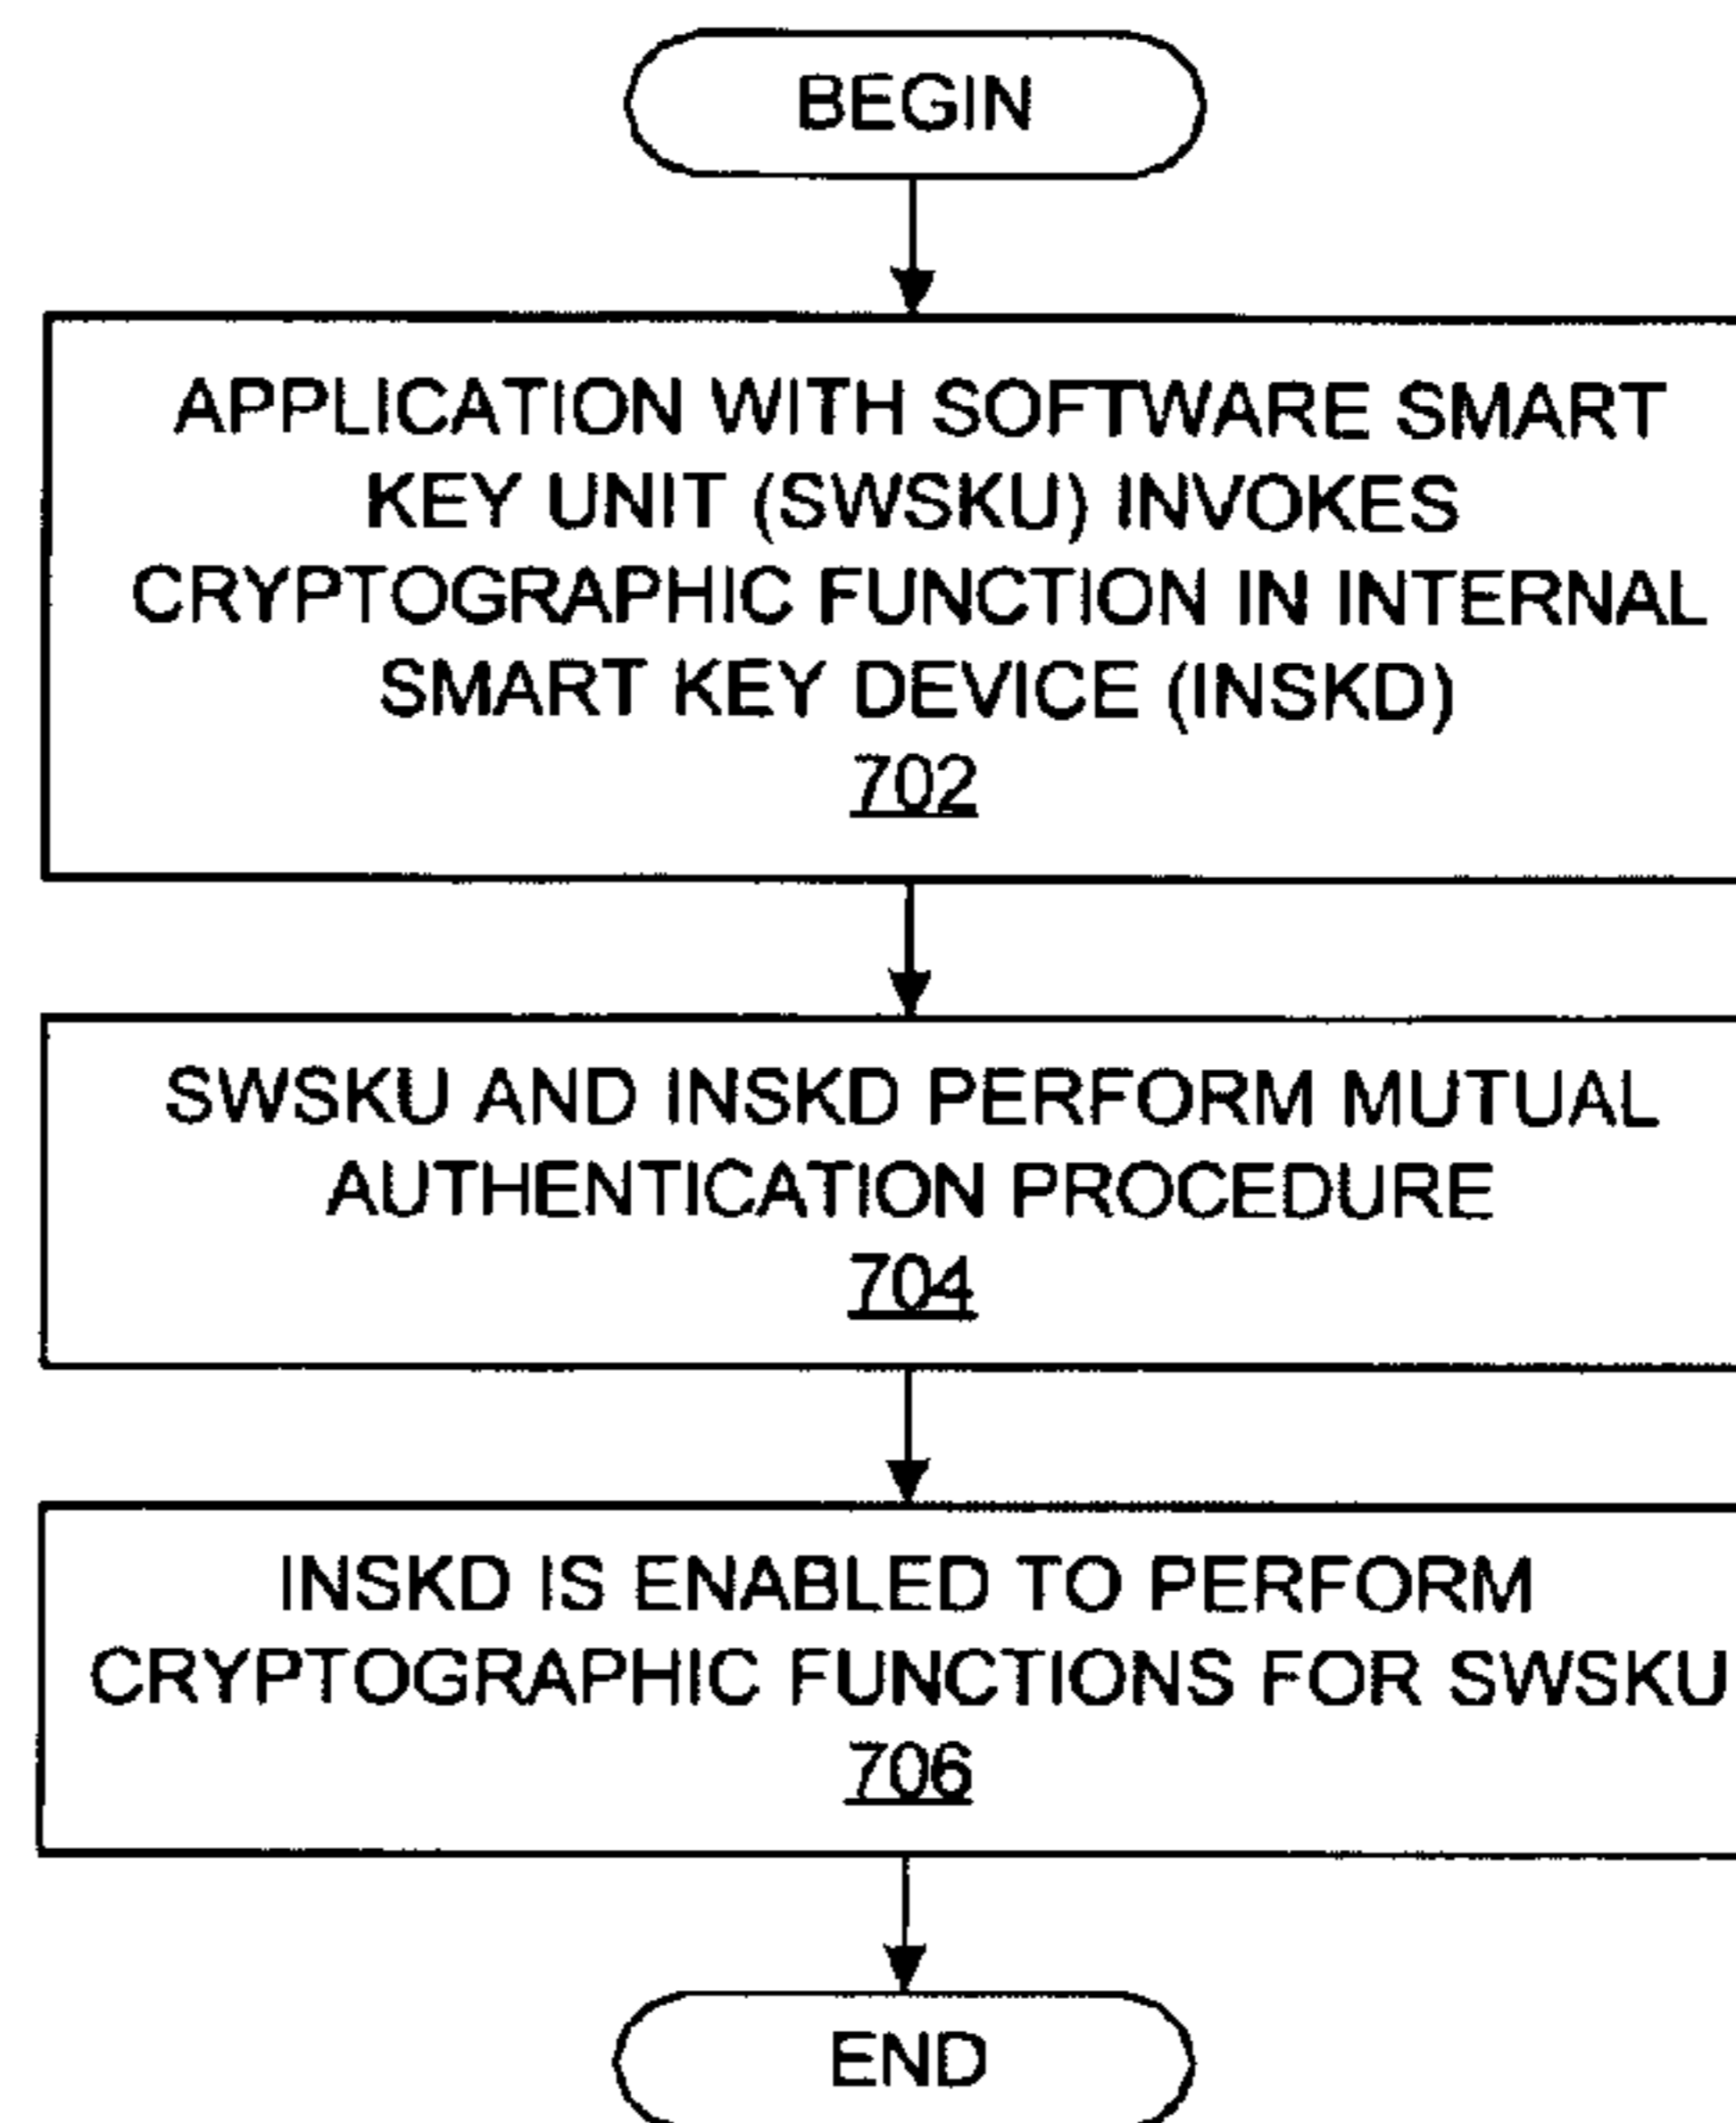 BEGIN
APPLICATION WITH SOFTWARE SMART
KEY UNIT (SWSKU) INVOKES
CRYPTOGRAPHIC FUNCTION IN INTERNAL
SMART KEY DEVICE (INSKD)
702
SWSKU AND INSKD PERFORM MUTUAL
AUTHENTICATION PROCEDURE
704
INSKD IS ENABLED TO PERFORM
CRYPTOGRAPHIC FUNCTIONS FOR SWSKU
706
END